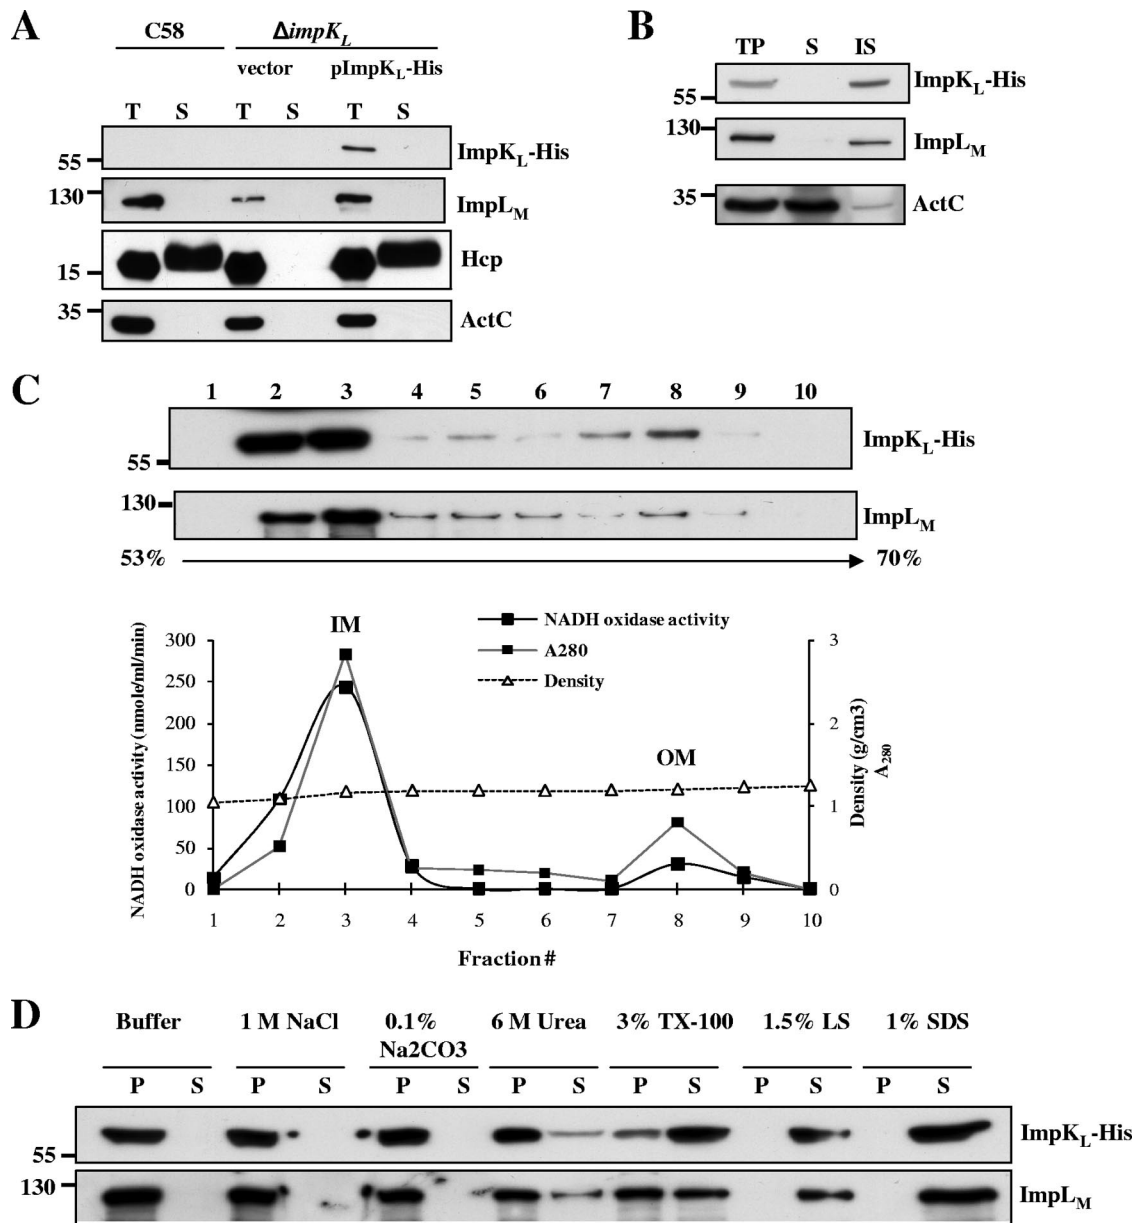 A
C58 ΔimpKL
vector pImpKL-His
T S T S T S
55 ImpKL-His
130 ImpLM
15 Hcp
35 ActC
B
TP S IS
55 ImpKL-His
130 ImpLM
35 ActC
C
1 2 3 4 5 6 7 8 9 10
55 ImpKL-His
130 ImpLM
53% 70%
NADH oxidase activity
A280
Density
IM
OM
NADH oxidase activity (nmole/ml/min)
300
250
200
150
100
50
0
3
2
1
0
Density (g/cm3)
A280
1 2 3 4 5 6 7 8 9 10
Fraction #
D
Buffer 1 M NaCl 0.1% 6 M Urea 3% TX-100 1.5% LS 1% SDS
Na2CO3
P S P S P S P S P S P S P S
55 ImpKL-His
130 ImpLM